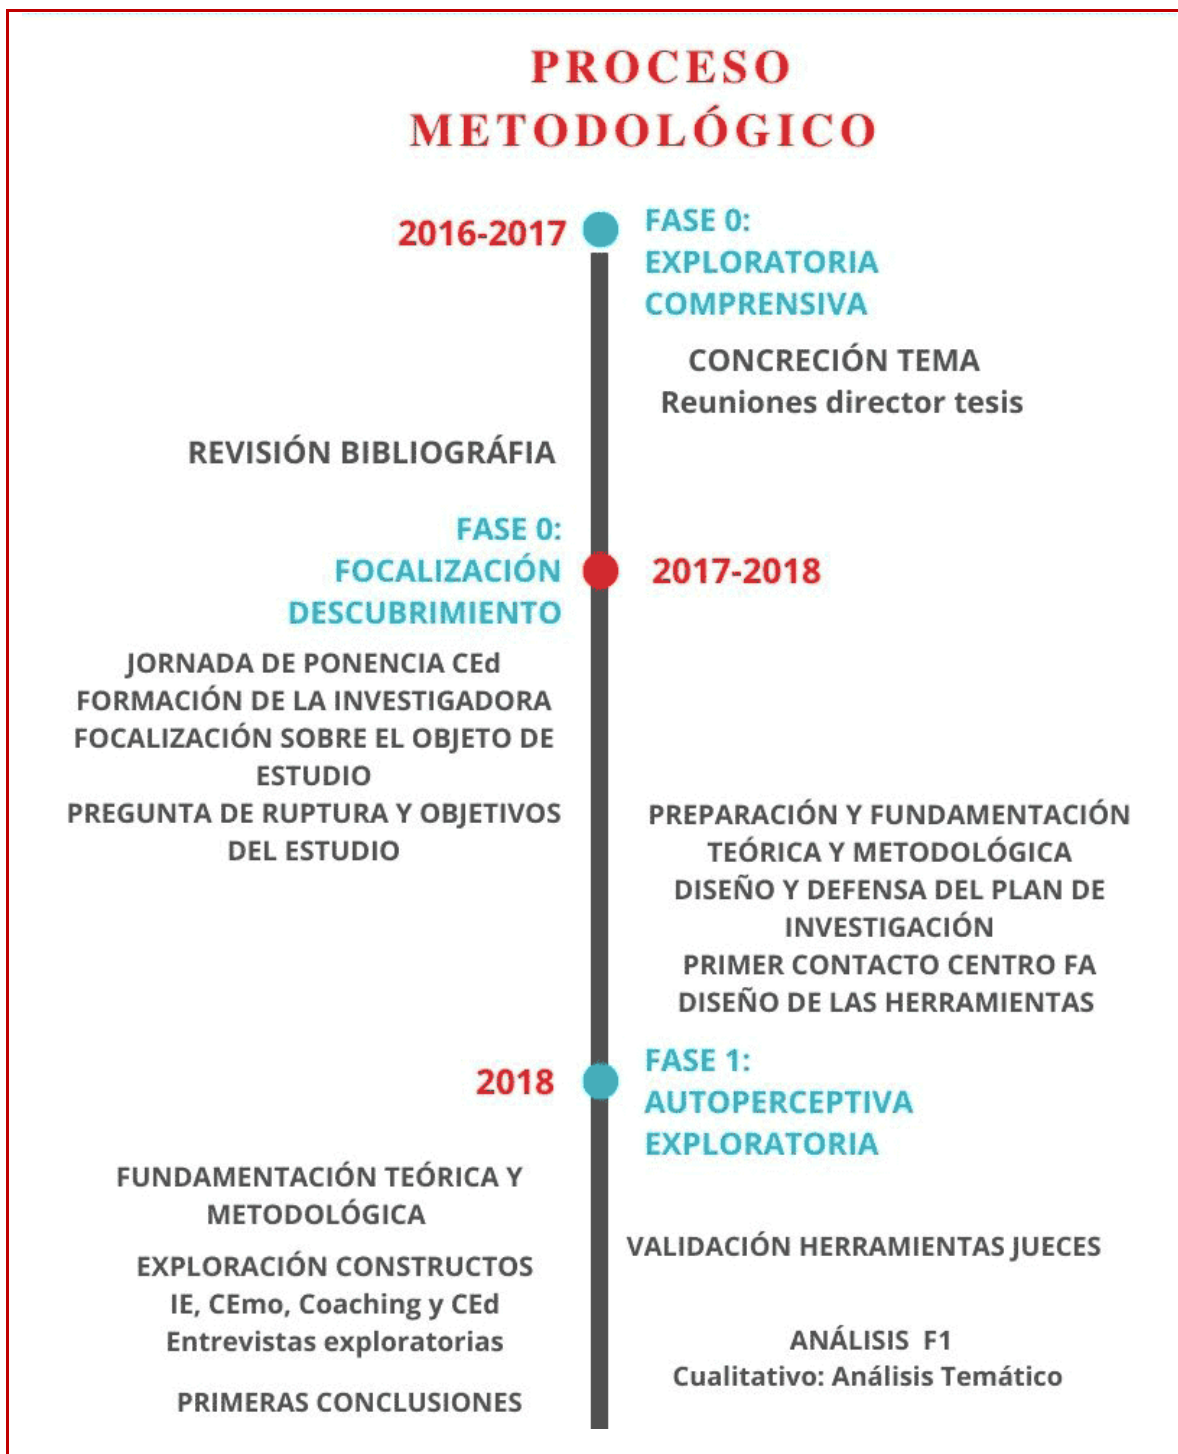 PROCESO
METODOLÓGICO
2016-2017
FASE 0:
EXPLORATORIA
COMPRENSIVA
CONCRECIÓN TEMA
Reuniones director tesis
REVISIÓN BIBLIOGRÁFIA
FASE 0:
FOCALIZACIÓN
DESCUBRIMIENTO
2017-2018
JORNADA DE PONENCIA CEd
FORMACIÓN DE LA INVESTIGADORA
FOCALIZACIÓN SOBRE EL OBJETO DE
ESTUDIO
PREGUNTA DE RUPTURA Y OBJETIVOS
DEL ESTUDIO
PREPARACIÓN Y FUNDAMENTACIÓN
TEÓRICA Y METODOLÓGICA
DISEÑO Y DEFENSA DEL PLAN DE
INVESTIGACIÓN
PRIMER CONTACTO CENTRO FA
DISEÑO DE LAS HERRAMIENTAS
2018
FASE 1:
AUTOPERCEPTIVA
EXPLORATORIA
FUNDAMENTACIÓN TEÓRICA Y
METODOLÓGICA
EXPLORACIÓN CONSTRUCTOS
IE, CEmo, Coaching y CEd
Entrevistas exploratorias
PRIMERAS CONCLUSIONES
VALIDACIÓN HERRAMIENTAS JUECES
ANÁLISIS F1
Cualitativo: Análisis Temático